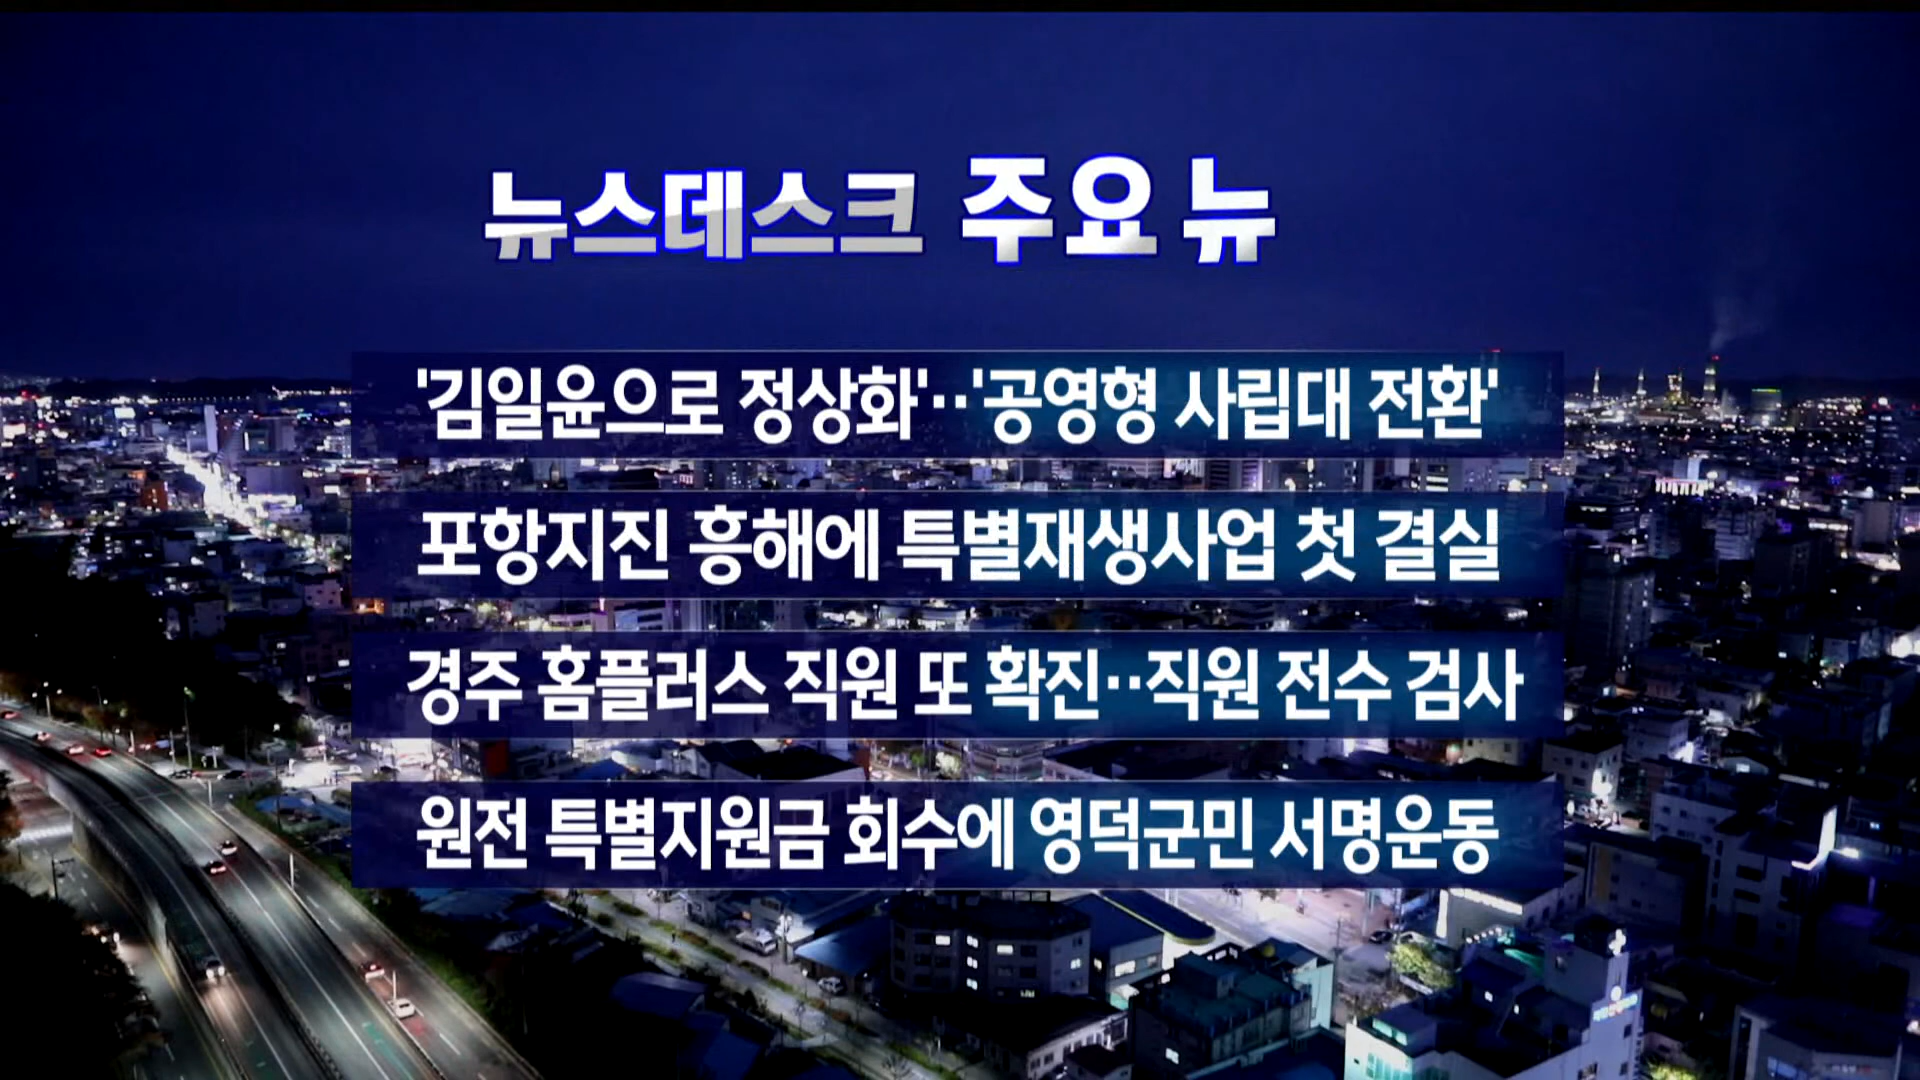 뉴스데스크 주요 뉴
'김일윤으로 정상화'··'공영형 사립대 전환'
포항지진 흥해에 특별재생사업 첫 결실
경주 홈플러스 직원 또 확진··직원 전수 검사
원전 특별지원금 회수에 영덕군민 서명운동